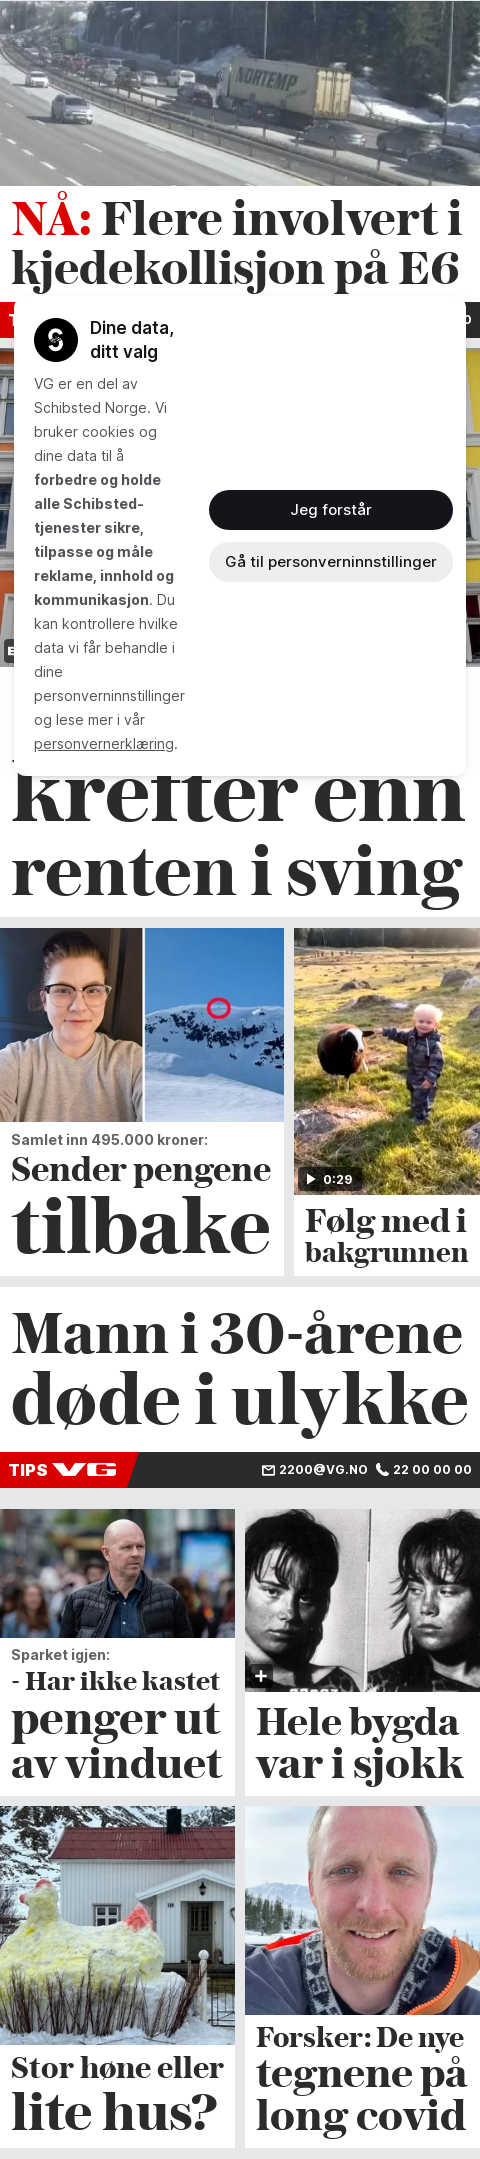 NORTEMP
NÅ: Flere involvert i
kjedekollisjon på E6
Dine data,
ditt valg
VG er en del av
Schibsted Norge. Vi
bruker cookies og
dine data til å
forbedre og holde
alle Schibsted-
tjenester sikre,
tilpasse og måle
reklame, innhold og
kommunikasjon. Du
kan kontrollere hvilke
data vi får behandle i
dine
personverninnstillinger
og lese mer i vår
personvernerklæring.
Jeg forstår
Gå til personverninnstillinger
krefter enn
renten i sving
Samlet inn 495.000 kroner:
Sender pengene
tilbake
0:29
Følg med i
bakgrunnen
Mann i 30-årene
døde i ulykke
TIPS VG 2200@VG.NO 22 00 00 00
Sparket igjen:
- Har ikke kastet
penger ut
av vinduet
Hele bygda
var i sjokk
Stor høne eller
lite hus?
Forsker: De nye
tegnene på
long covid